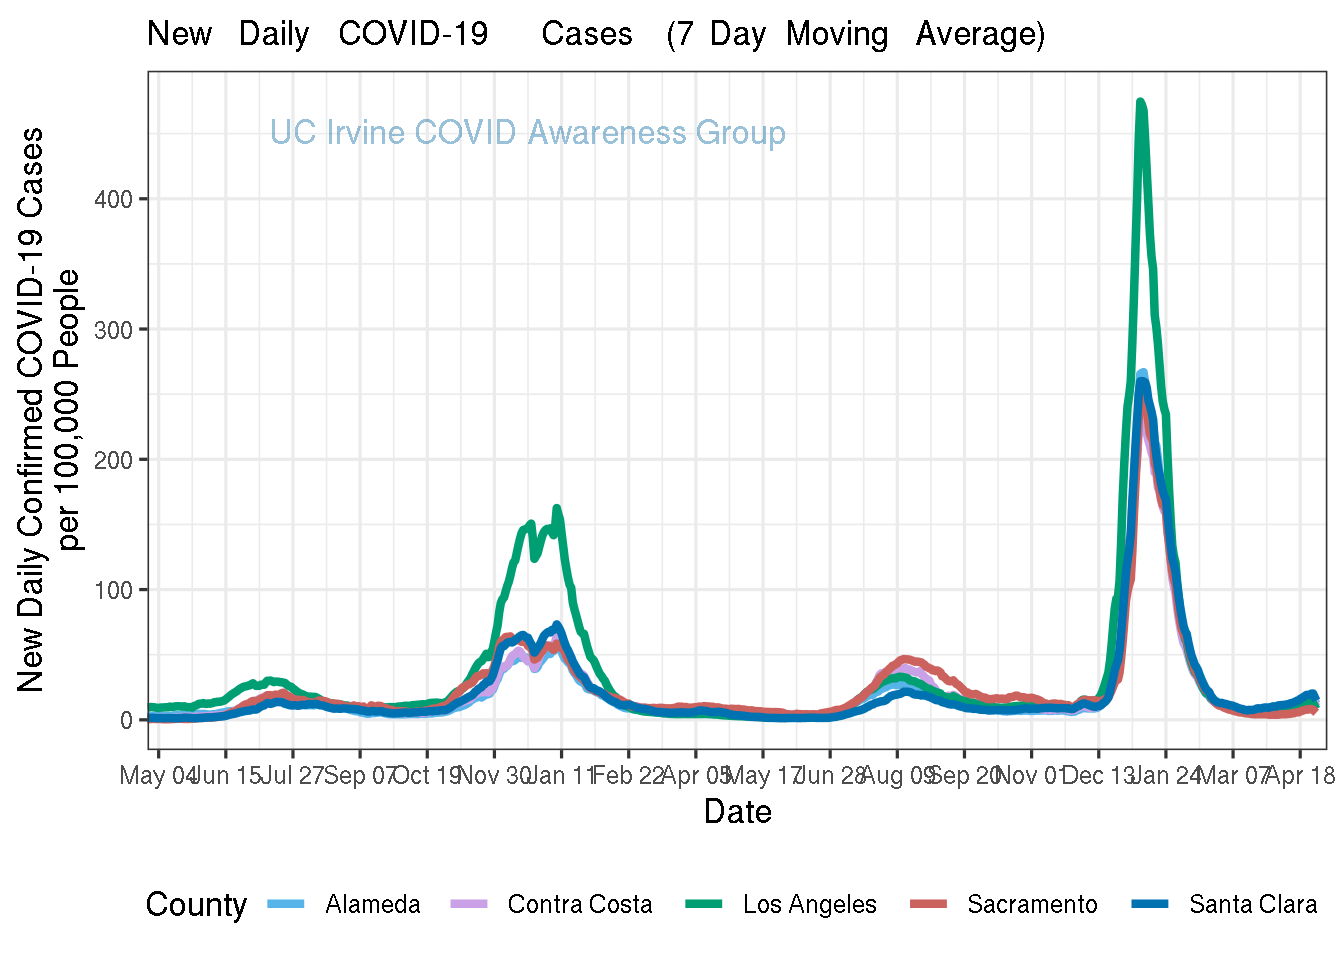 New Daily COVID-19 Cases (7 Day Moving Average)
UC Irvine COVID Awareness Group
New Daily Confirmed COVID-19 Cases
per 100,000 People
400
300
200
100
0
May 04 Jun 15 Jul 27 Sep 07 Oct 19 Nov 30 Jan 11 Feb 22 Apr 05 May 17 Jun 28 Aug 09 Sep 20 Nov 01 Dec 13 Jan 24 Mar 07 Apr 18
Date
County Alameda Contra Costa Los Angeles Sacramento Santa Clara